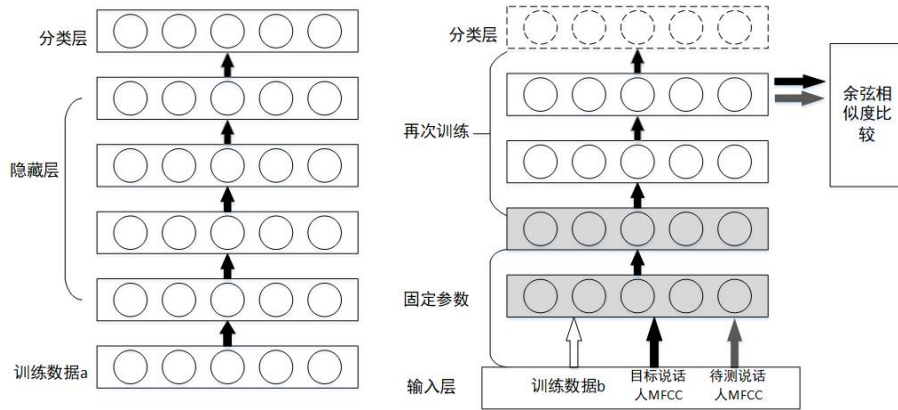 分类层
隐藏层
训练数据a
分类层
再次训练
固定参数
输入层
训练数据b
目标说话
人MFCC
待测说话
人MFCC
余弦相
似度比
较